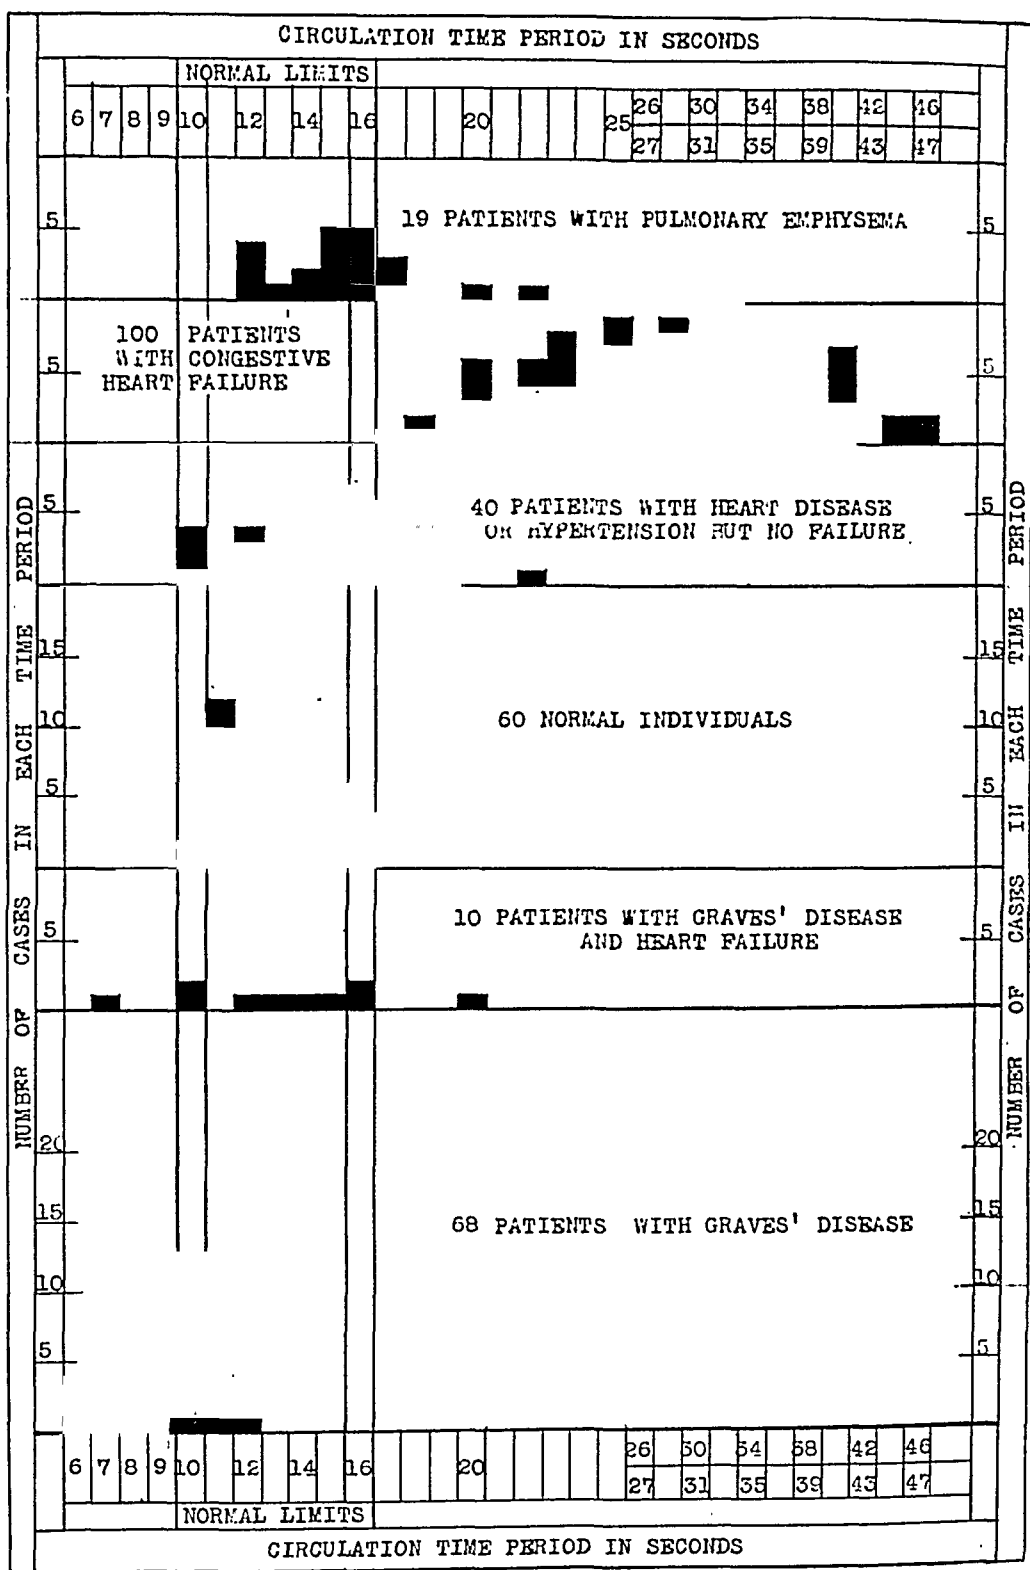 CIRCULATION TIME PERIOD IN SECONDS
NORMAL LIMITS
6 7 8 9 10 12 14 16 20 25 26 30 34 38 42 46
27 31 35 39 43 47
5 19 PATIENTS WITH PULMONARY EMPHYSEMA 5
100 PATIENTS
WITH CONGESTIVE
HEART FAILURE
5 5
40 PATIENTS WITH HEART DISEASE
OR HYPERTENSION BUT NO FAILURE
5 5
15 15
10 60 NORMAL INDIVIDUALS 10
5 5
10 PATIENTS WITH GRAVES' DISEASE
AND HEART FAILURE
5 5
20 20
15 68 PATIENTS WITH GRAVES' DISEASE 15
10 10
5 5
NUMBER OF CASES IN EACH TIME PERIOD
NUMBER OF CASES IN EACH TIME PERIOD
6 7 8 9 10 12 14 16 20 26 30 34 38 42 46
27 31 35 39 43 47
NORMAL LIMITS
CIRCULATION TIME PERIOD IN SECONDS